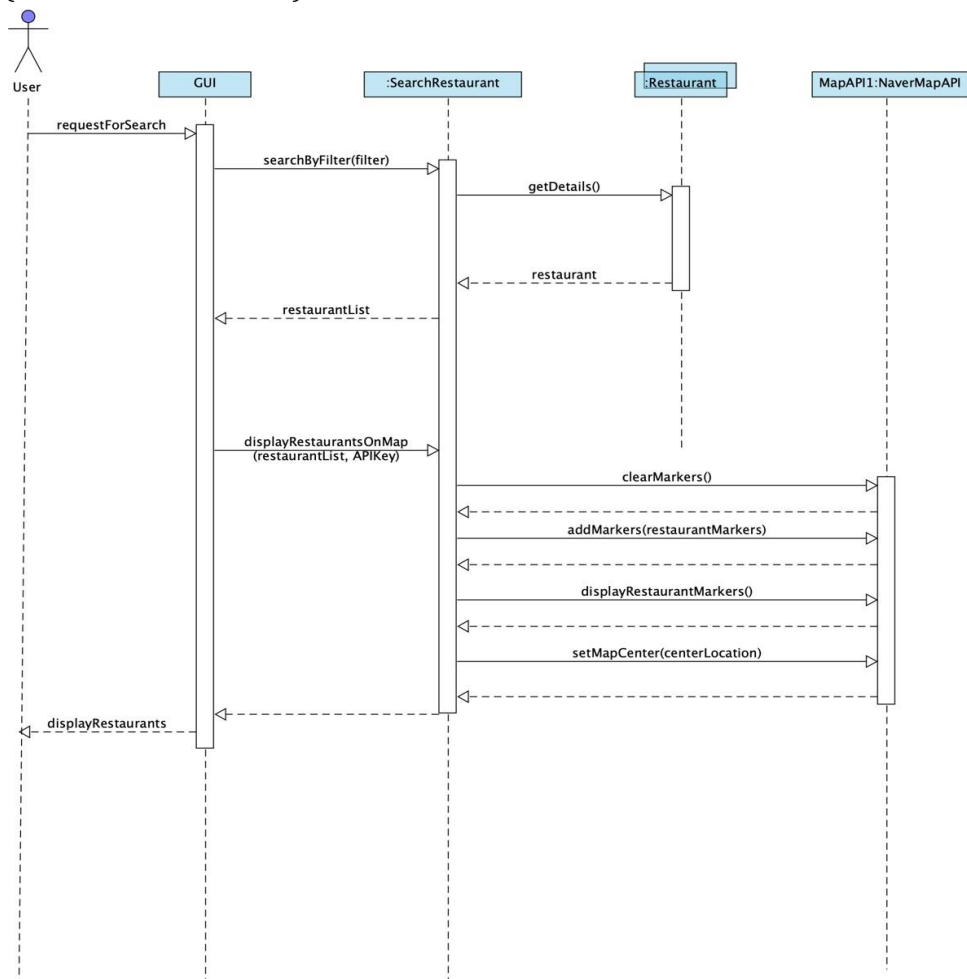 User
GUI
:SearchRestaurant
:Restaurant
MapAPI1:NaverMapAPI
requestForSearch
searchByFilter(filter)
getDetails()
restaurant
restaurantList
displayRestaurantsOnMap
(restaurantList, APIKey)
clearMarkers()
addMarkers(restaurantMarkers)
displayRestaurantMarkers()
setMapCenter(centerLocation)
displayRestaurants